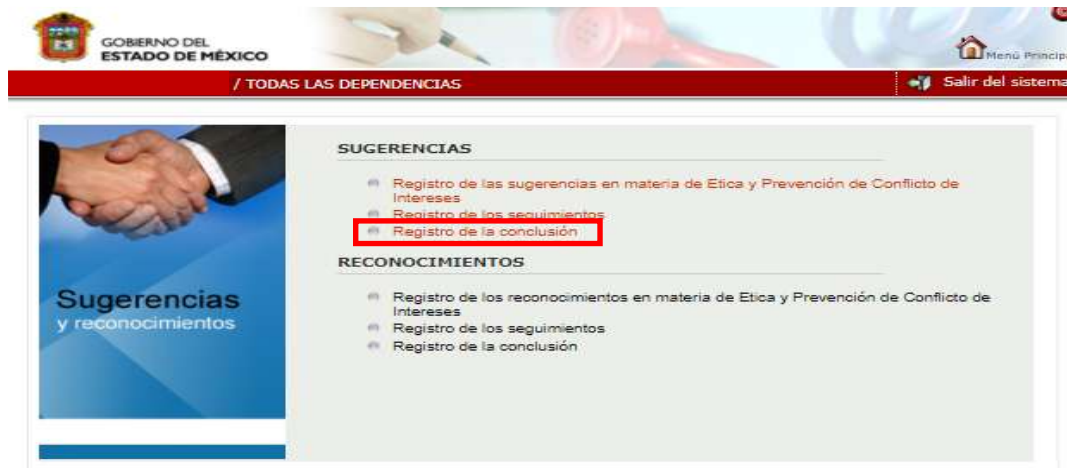 GOBIERNO DEL
ESTADO DE MÉXICO
Menú Princip
/ TODAS LAS DEPENDENCIAS
Salir del sistema
SUGERENCIAS
Registro de las sugerencias en materia de Etica y Prevención de Conflicto de
Intereses
Registro de los seguimientos
Registro de la conclusión
RECONOCIMIENTOS
Registro de los reconocimientos en materia de Etica y Prevención de Conflicto de
Intereses
Registro de los seguimientos
Registro de la conclusión
Sugerencias
y reconocimientos